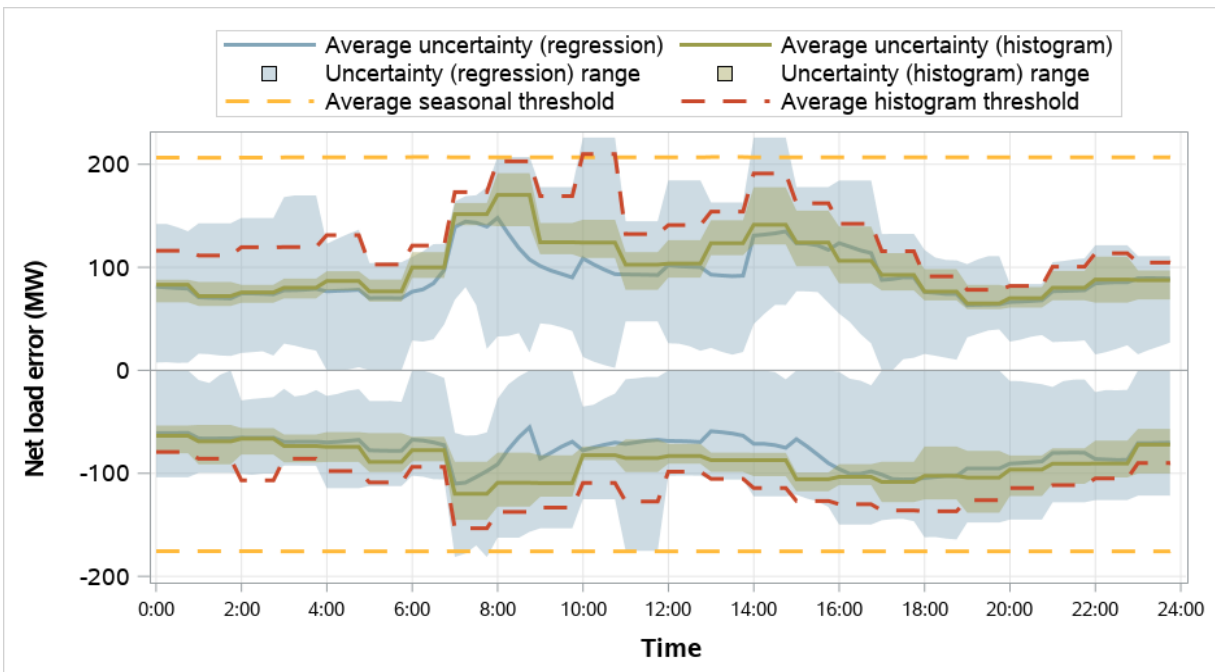 Average uncertainty (regression) Average uncertainty (histogram)
Uncertainty (regression) range Uncertainty (histogram) range
Average seasonal threshold Average histogram threshold
200
100
0
-100
-200
Net load error (MW)
0:00 2:00 4:00 6:00 8:00 10:00 12:00 14:00 16:00 18:00 20:00 22:00 24:00
Time